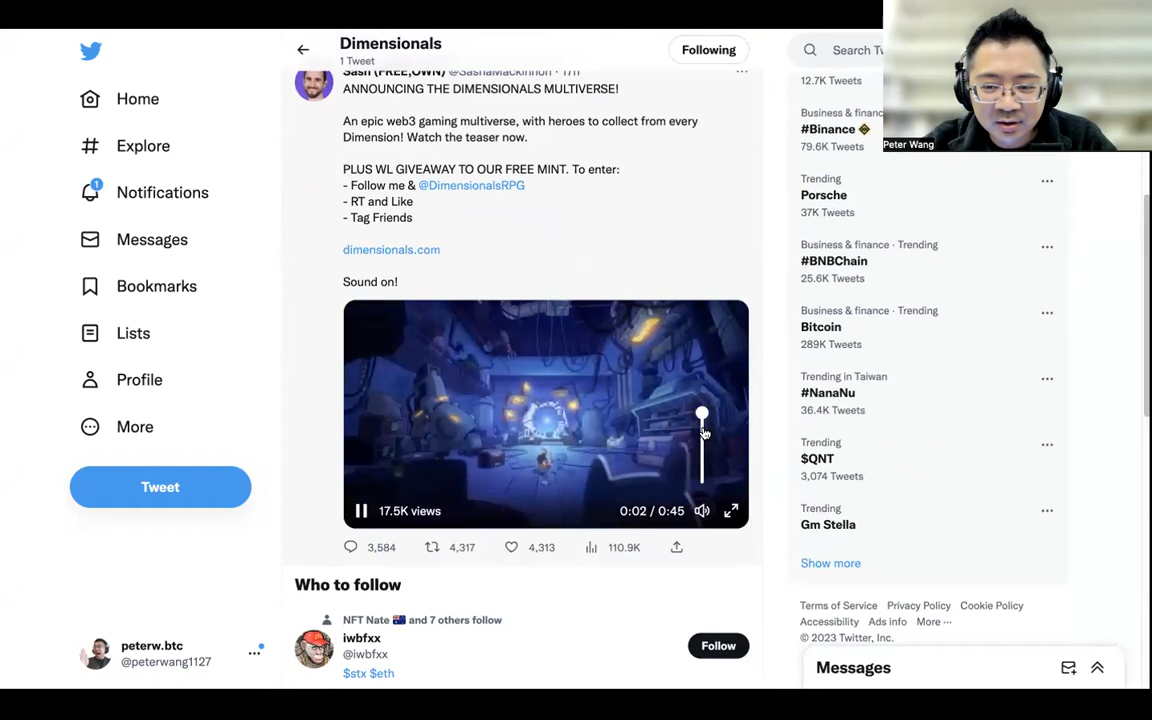 Home
Explore
1
Notifications
Messages
Bookmarks
Lists
Profile
More
Tweet
peterw.btc
@peterwang1127
Dimensionals
1 Tweet
Following
Sash (FREE,OWN) @SashaMackinnon · 17h
ANNOUNCING THE DIMENSIONALS MULTIVERSE!
An epic web3 gaming multiverse, with heroes to collect from every
Dimension! Watch the teaser now.
PLUS WL GIVEAWAY TO OUR FREE MINT. To enter:
- Follow me & @DimensionalsRPG
- RT and Like
- Tag Friends
dimensionals.com
Sound on!
17.5K views
0:02 / 0:45
3,584
4,317
4,313
110.9K
Who to follow
NFT Nate 🇦🇺 and 7 others follow
iwbfxx
@iwbfxx
$stx $eth
Follow
Search Tw
12.7K Tweets
Business & finance
#Binance
79.6K Tweets
Trending
Porsche
37K Tweets
Business & finance · Trending
#BNBChain
25.6K Tweets
Business & finance · Trending
Bitcoin
289K Tweets
Trending in Taiwan
#NanaNu
36.4K Tweets
Trending
$QNT
3,074 Tweets
Trending
Gm Stella
Show more
Terms of Service Privacy Policy Cookie Policy
Accessibility Ads info More ···
© 2023 Twitter, Inc.
Messages
Peter Wang